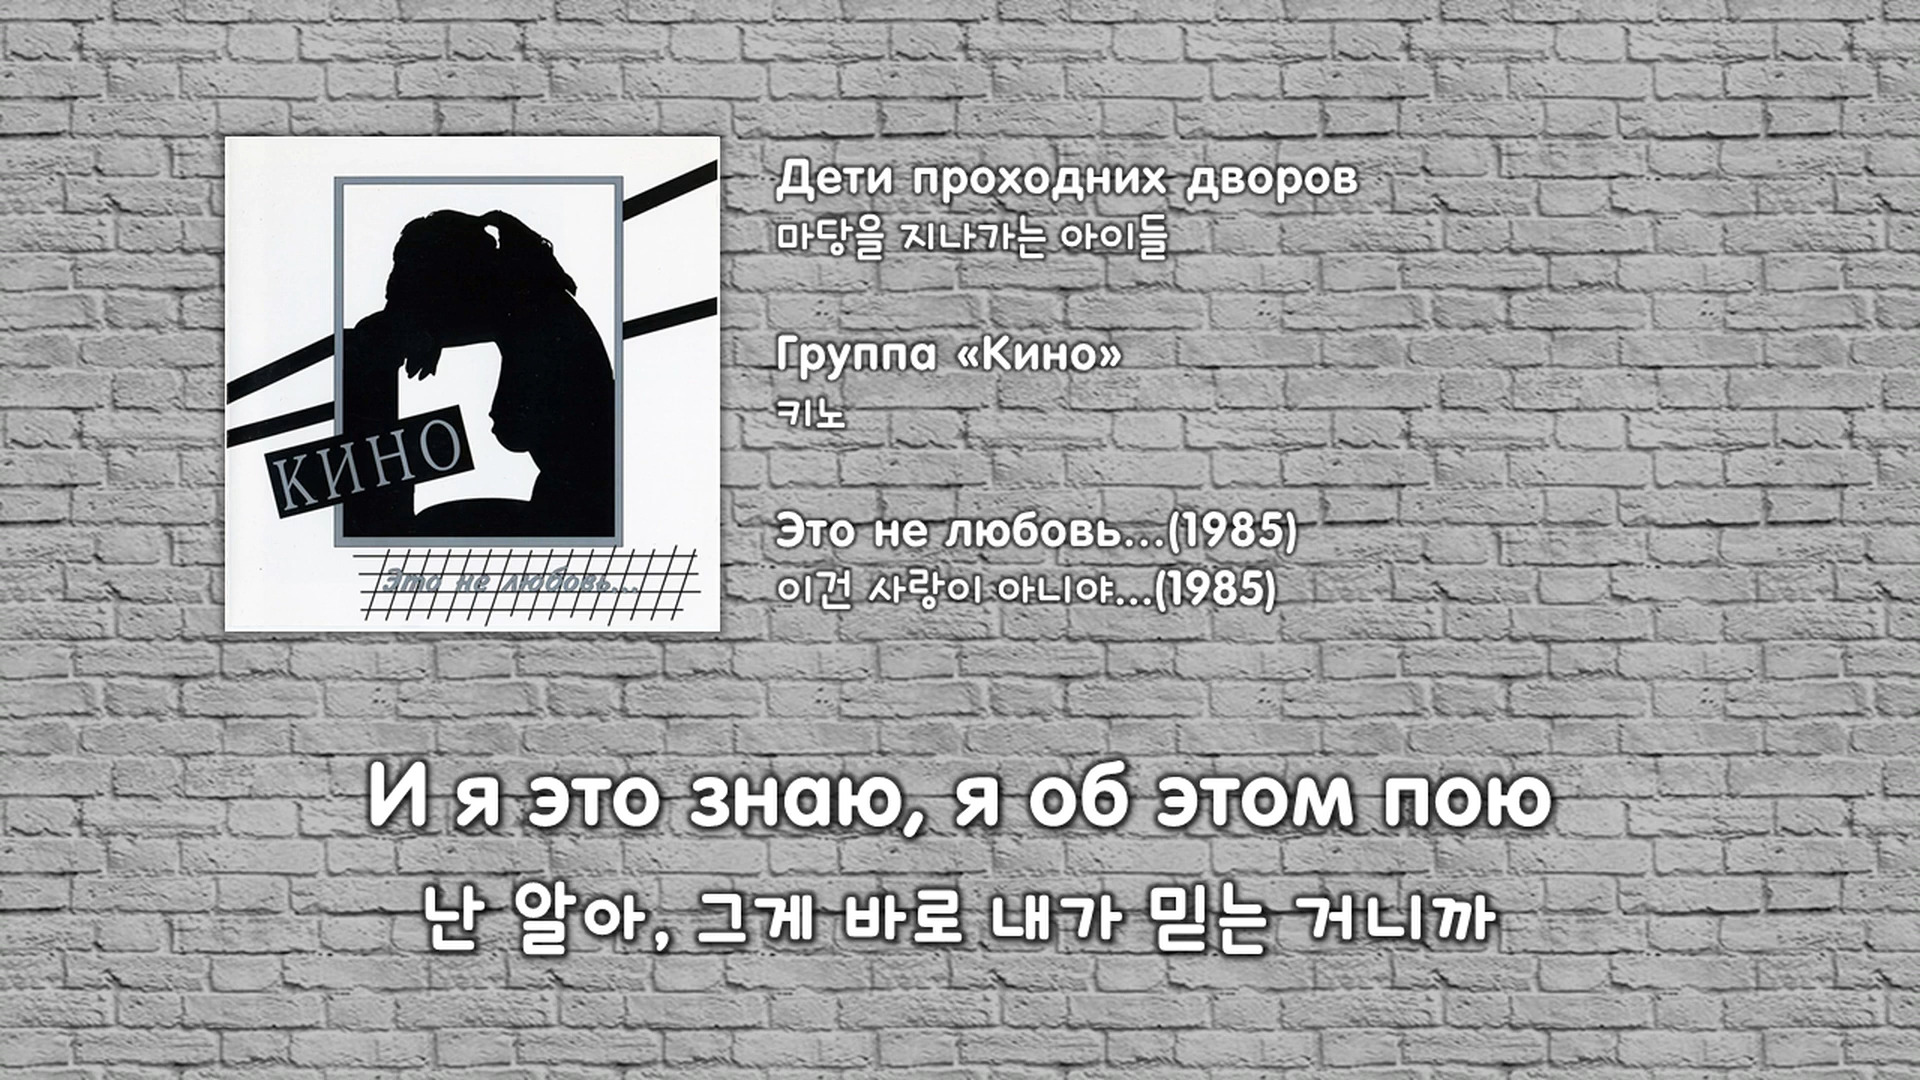 Дети проходних дворов
마당을 지나가는 아이들
Группа «Кино»
키노
Это не любовь...(1985)
이건 사랑이 아니야...(1985)
КИНО
Это не любовь...
И я это знаю, я об этом пою
난 알아, 그게 바로 내가 믿는 거니까